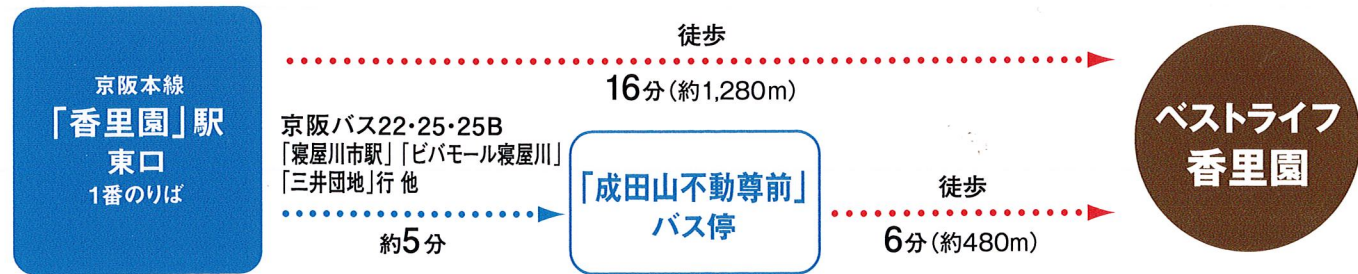 京阪本線
「香里園」駅
東口
1番のりば
徒歩
16分(約1,280m)
京阪バス22・25・25B
「寝屋川市駅」「ビバモール寝屋川」
「三井団地」行 他
約5分
「成田山不動尊前」
バス停
徒歩
6分(約480m)
ベストライフ
香里園